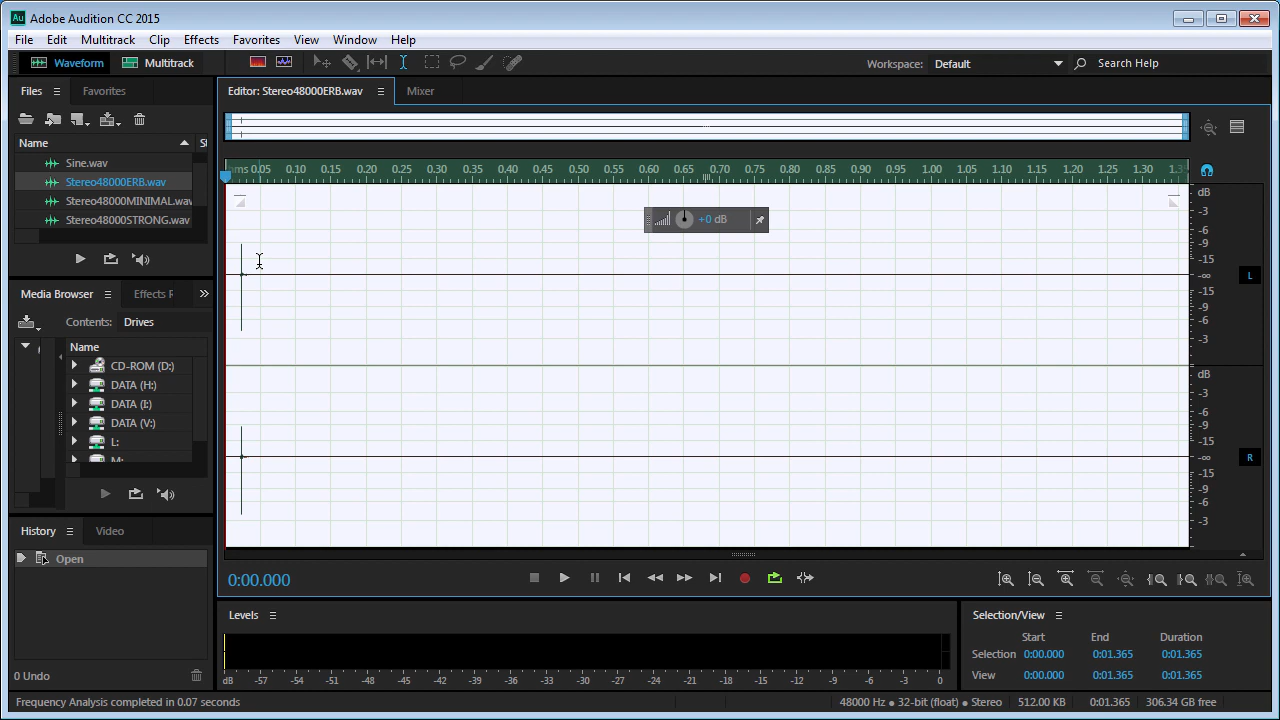 Au Adobe Audition CC 2015
File Edit Multitrack Clip Effects Favorites View Window Help
Waveform Multitrack Workspace: Default Search Help
Files Favorites
Name
Sine.wav
Stereo48000ERB.wav
Stereo48000MINIMAL.wav
Stereo48000STRONG.wav
Media Browser Effects R
Contents: Drives
Name
CD-ROM (D:)
DATA (H:)
DATA (I:)
DATA (V:)
L:
M:
History Video
Open
0 Undo
Editor: Stereo48000ERB.wav Mixer
hms 0.05 0.10 0.15 0.20 0.25 0.30 0.35 0.40 0.45 0.50 0.55 0.60 0.65 0.70 0.75 0.80 0.85 0.90 0.95 1.00 1.05 1.10 1.15 1.20 1.25 1.30 1.3
+0 dB
dB
-3
-6
-9
-15
-∞
-15
-9
-6
-3
L
dB
-3
-6
-9
-15
-∞
-15
-9
-6
-3
R
0:00.000
Levels
dB -57 -54 -51 -48 -45 -42 -39 -36 -33 -30 -27 -24 -21 -18 -15 -12 -9 -6 -3 0
Selection/View
Start End Duration
Selection 0:00.000 0:01.365 0:01.365
View 0:00.000 0:01.365 0:01.365
Frequency Analysis completed in 0.07 seconds 48000 Hz ● 32-bit (float) ● Stereo 512.00 KB 0:01.365 306.34 GB free